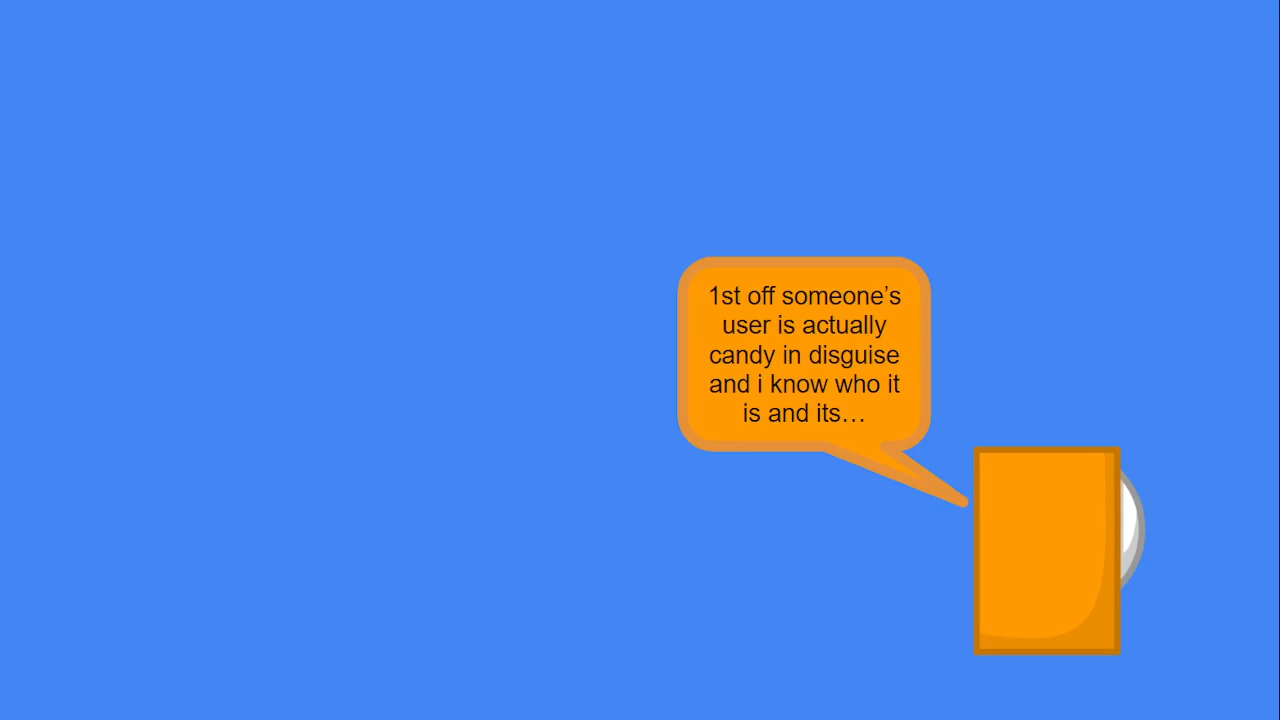 1st off someone’s
user is actually
candy in disguise
and i know who it
is and its…